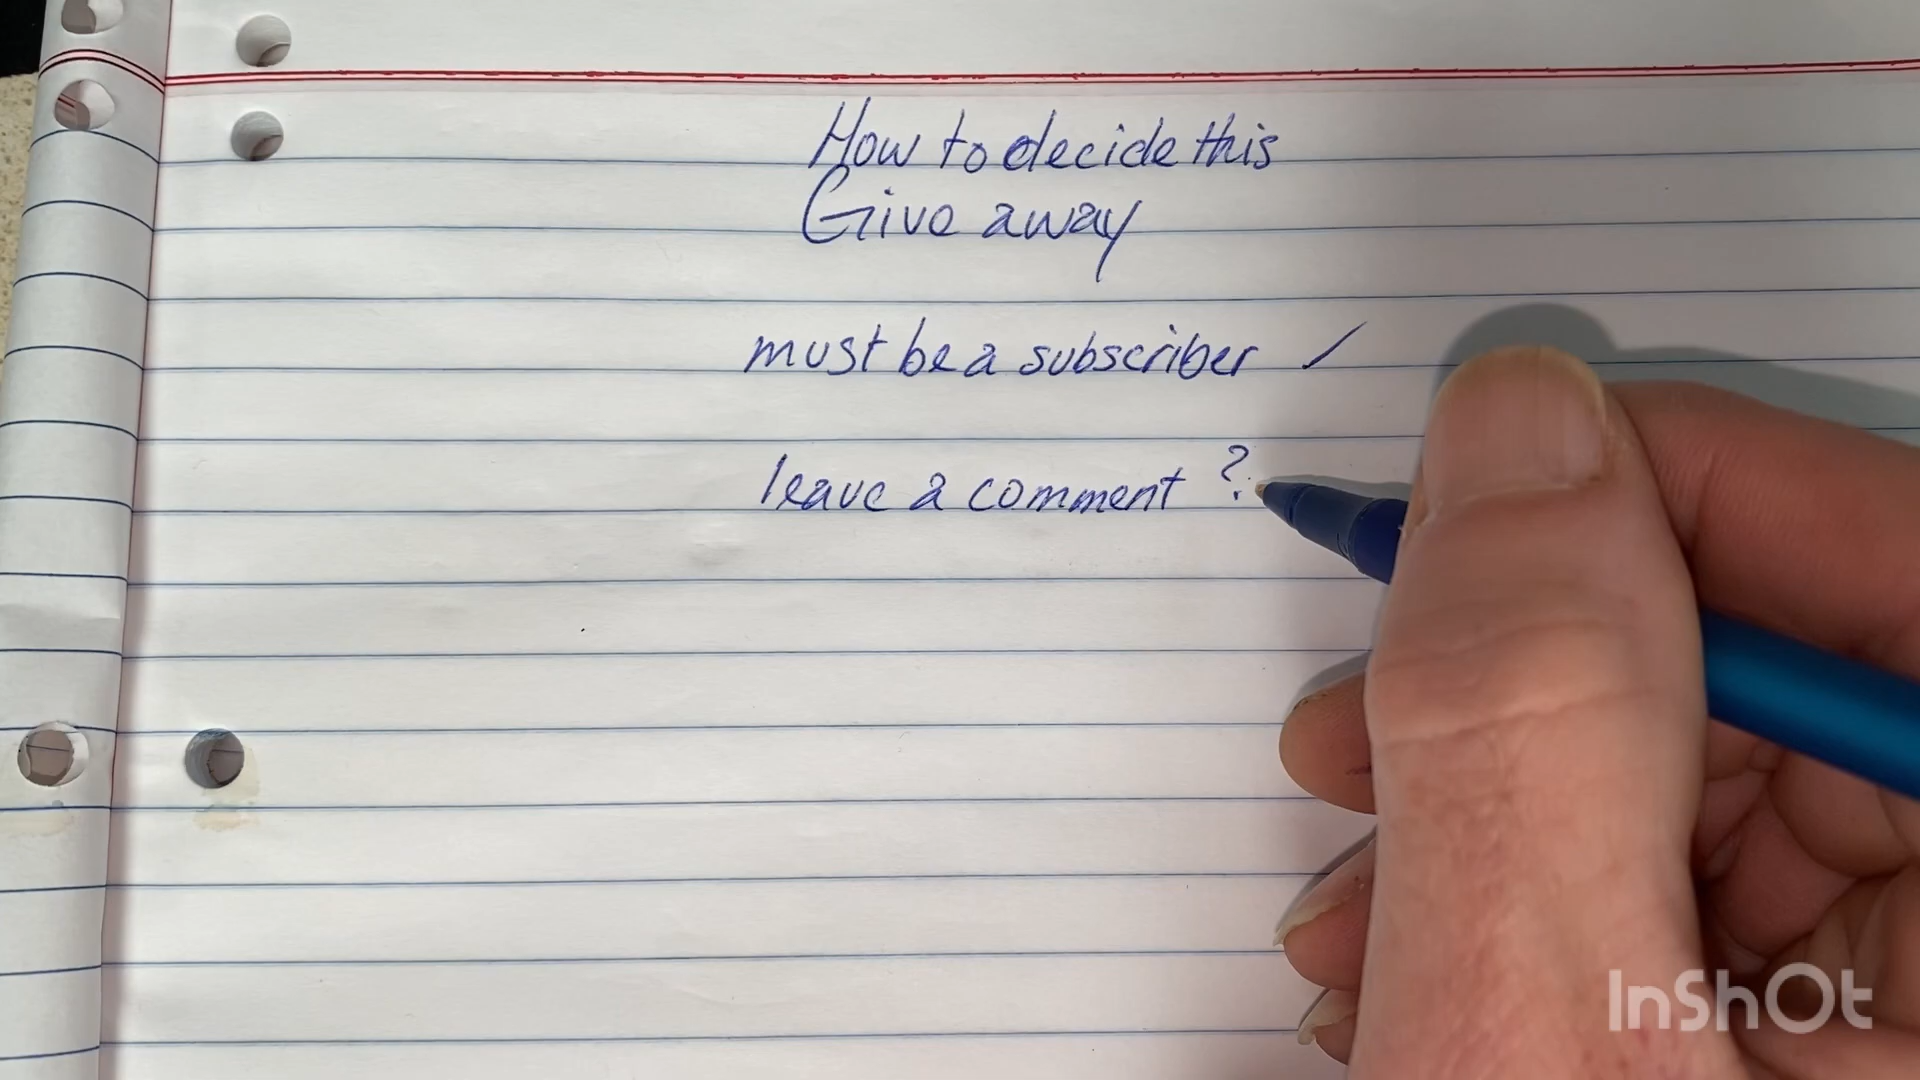 How to decide this
Give away
must be a subscriber ✓
leave a comment ?
InShOt